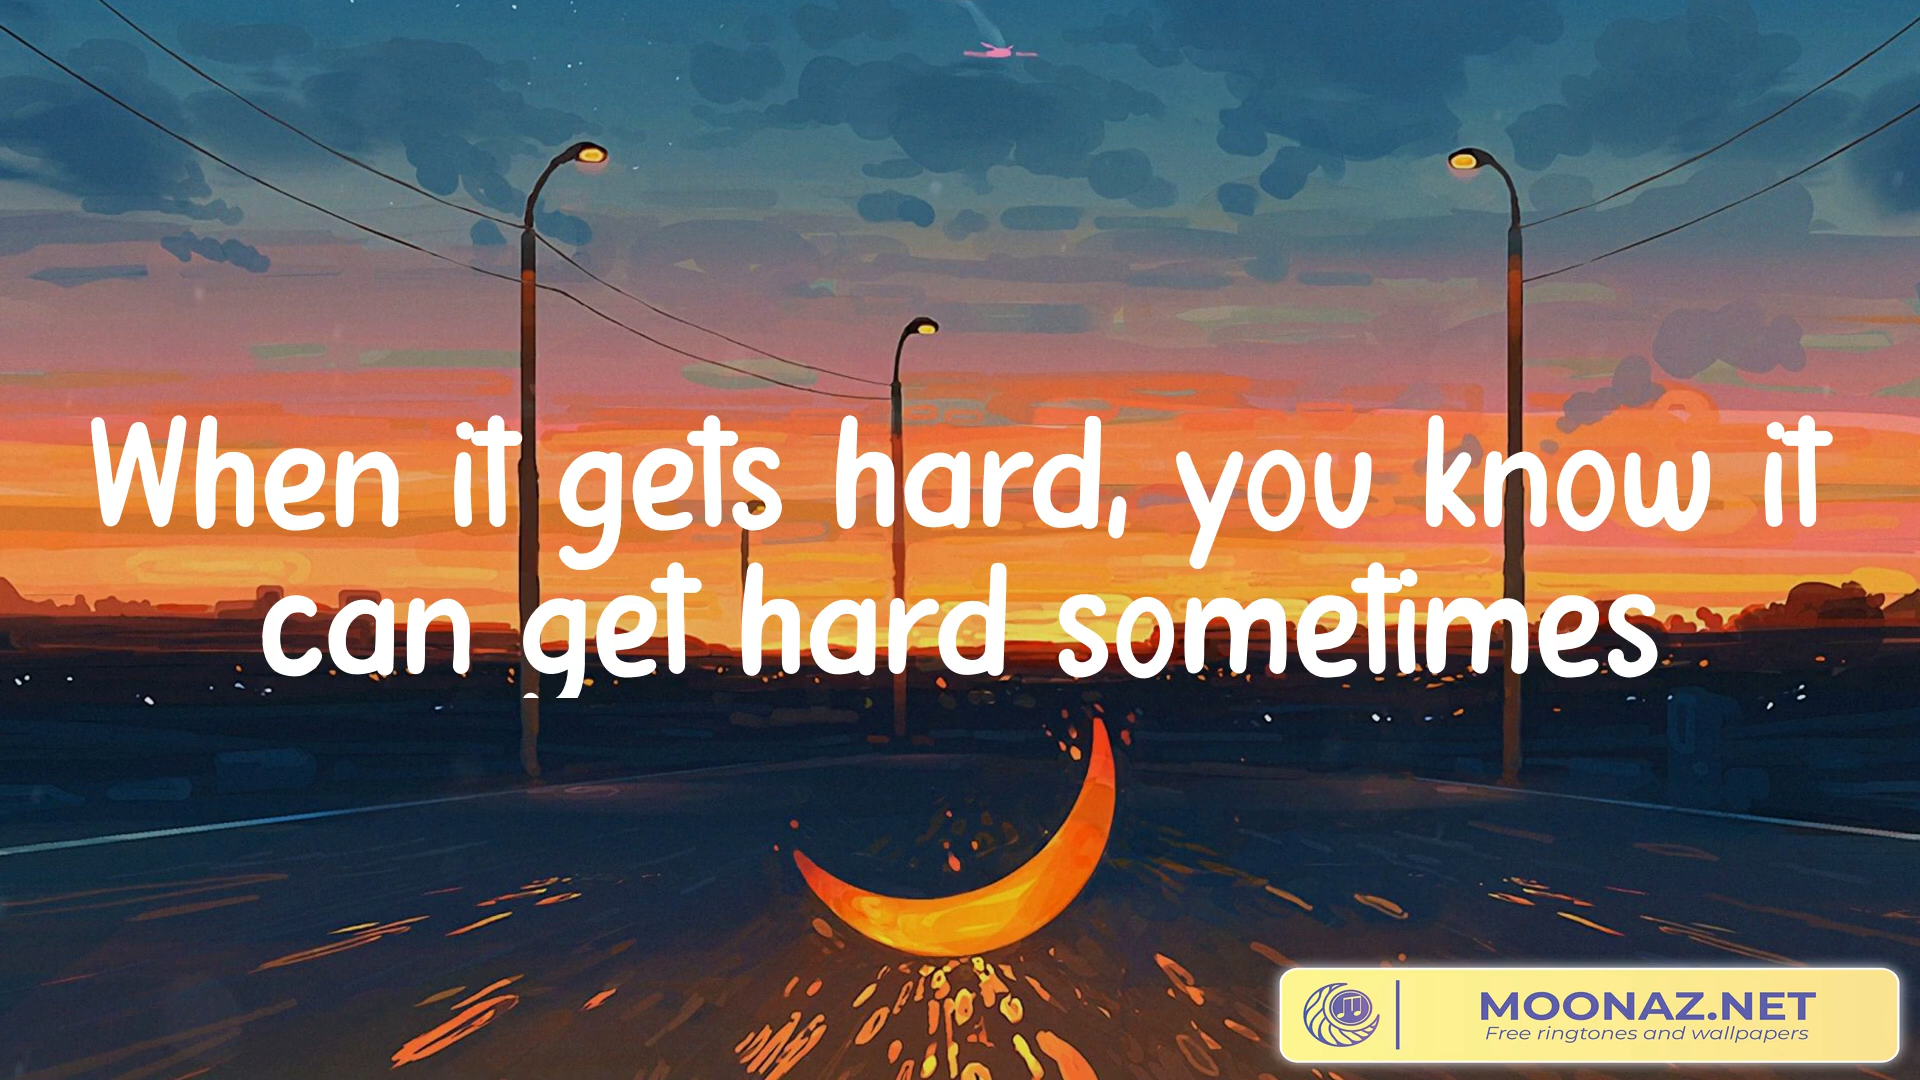 When it gets hard, you know it
can get hard sometimes
MOONAZ.NET
Free ringtones and wallpapers